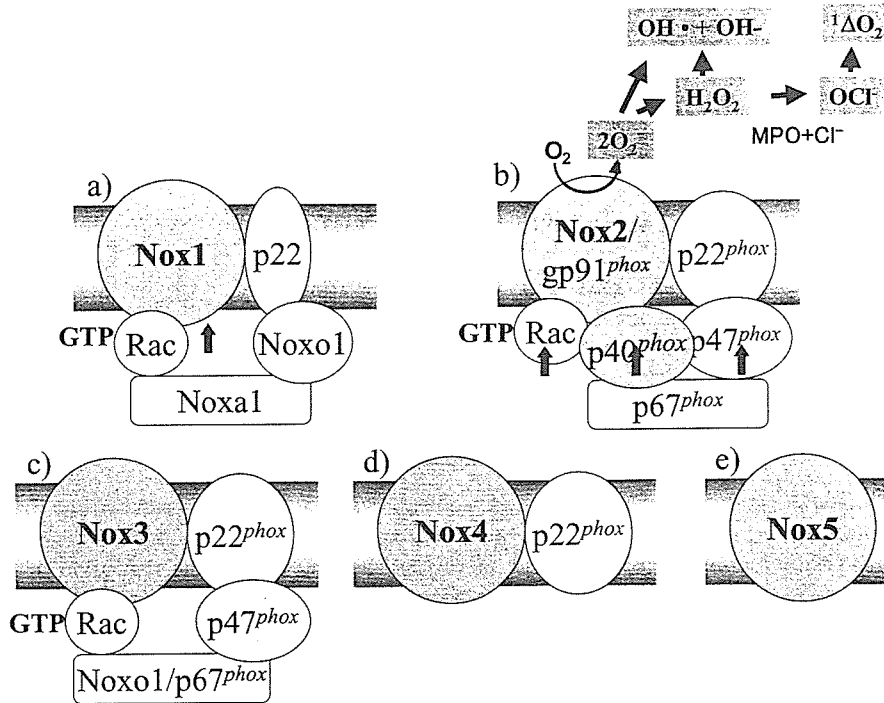 OH•+ OH-
¹ΔO₂
H₂O₂
OCl
2O₂
MPO+Cl⁻
O₂
a)
Nox1
p22
GTP
Rac
Noxo1
Noxa1
b)
Nox2/
gp91phox
p22phox
GTP
Rac
p40phox
p47phox
p67phox
c)
Nox3
p22phox
GTP
Rac
p47phox
Noxo1/p67phox
d)
Nox4
p22phox
e)
Nox5